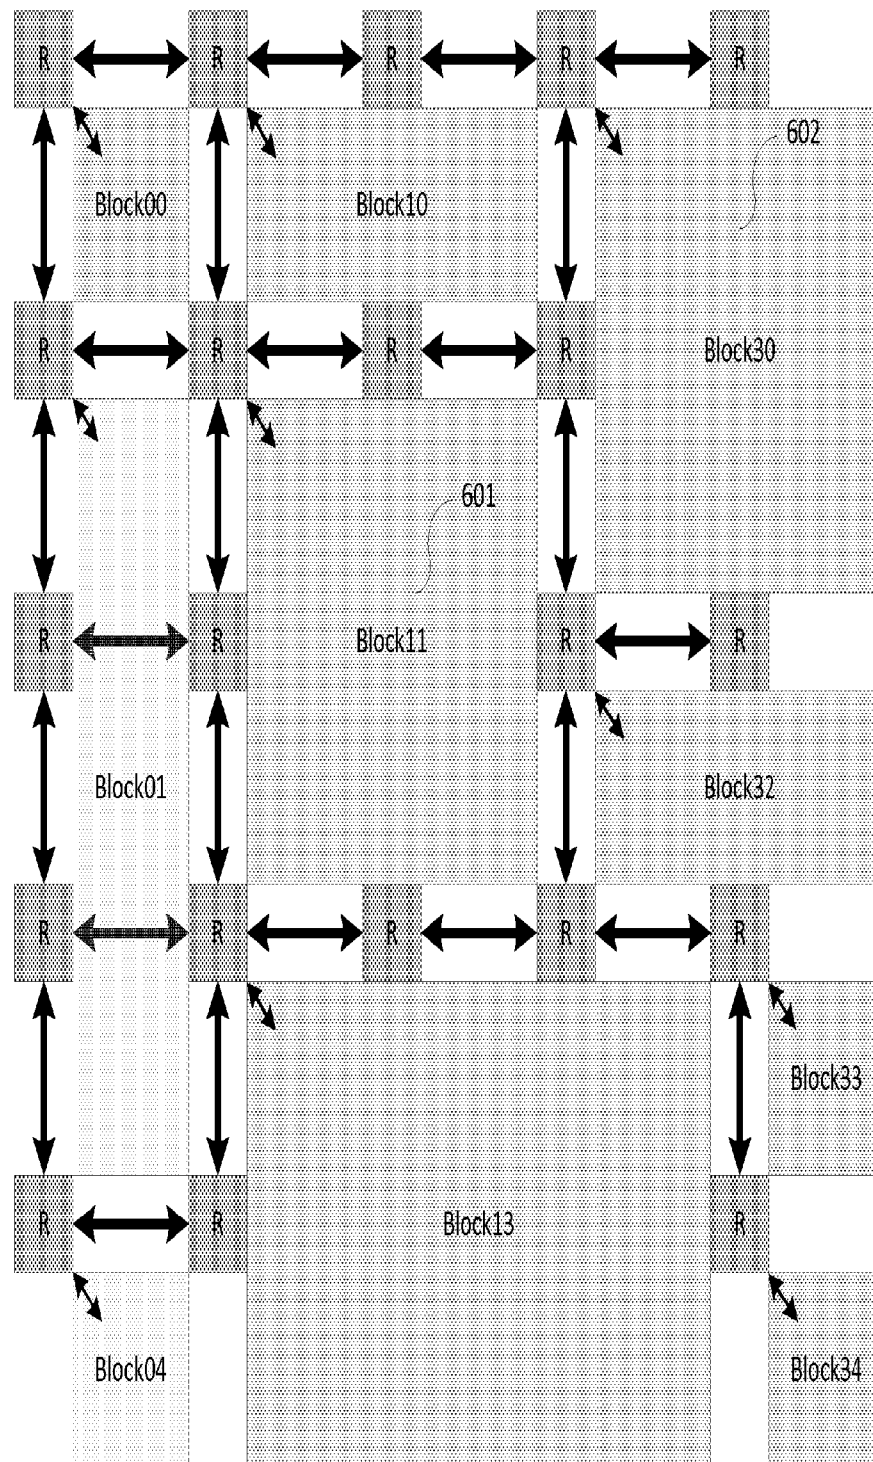 R R R R R
602
Block00 Block10
R R R R Block30
601
R R Block11 R R
Block01 Block32
R R R R R
Block33
R R Block13 R
Block04 Block34